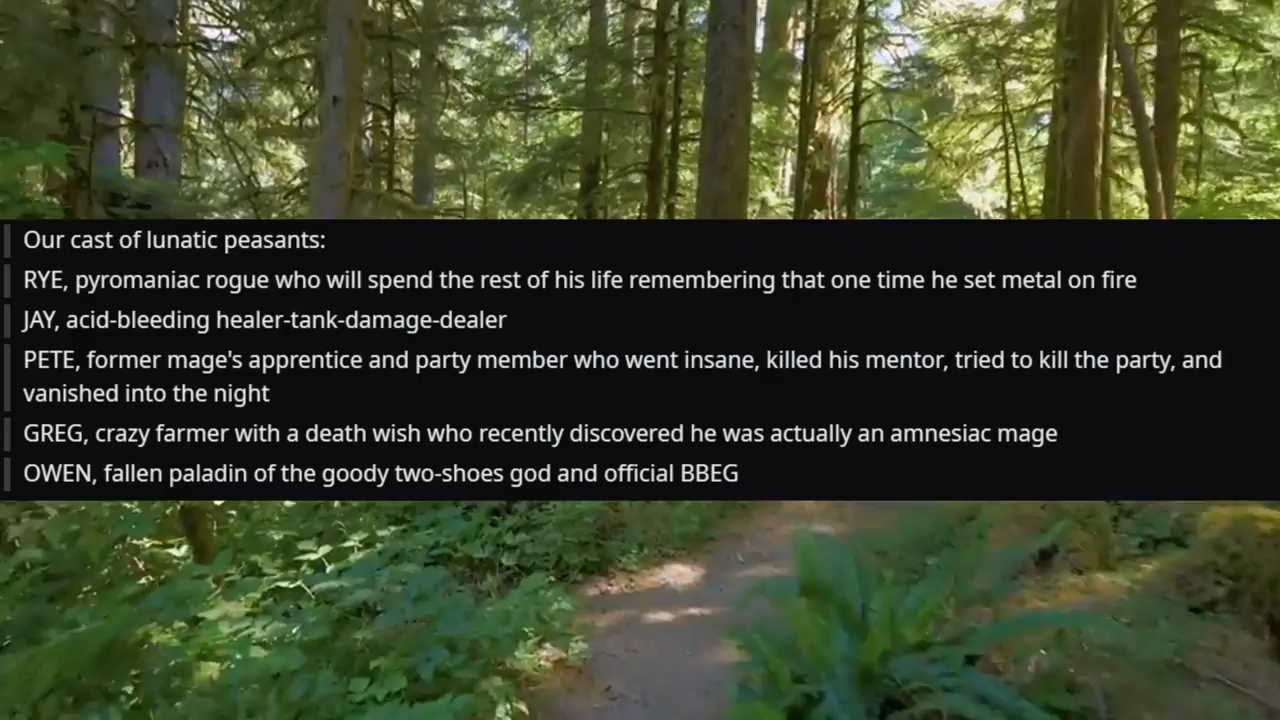 Our cast of lunatic peasants:
RYE, pyromaniac rogue who will spend the rest of his life remembering that one time he set metal on fire
JAY, acid-bleeding healer-tank-damage-dealer
PETE, former mage's apprentice and party member who went insane, killed his mentor, tried to kill the party, and
vanished into the night
GREG, crazy farmer with a death wish who recently discovered he was actually an amnesiac mage
OWEN, fallen paladin of the goody two-shoes god and official BBEG